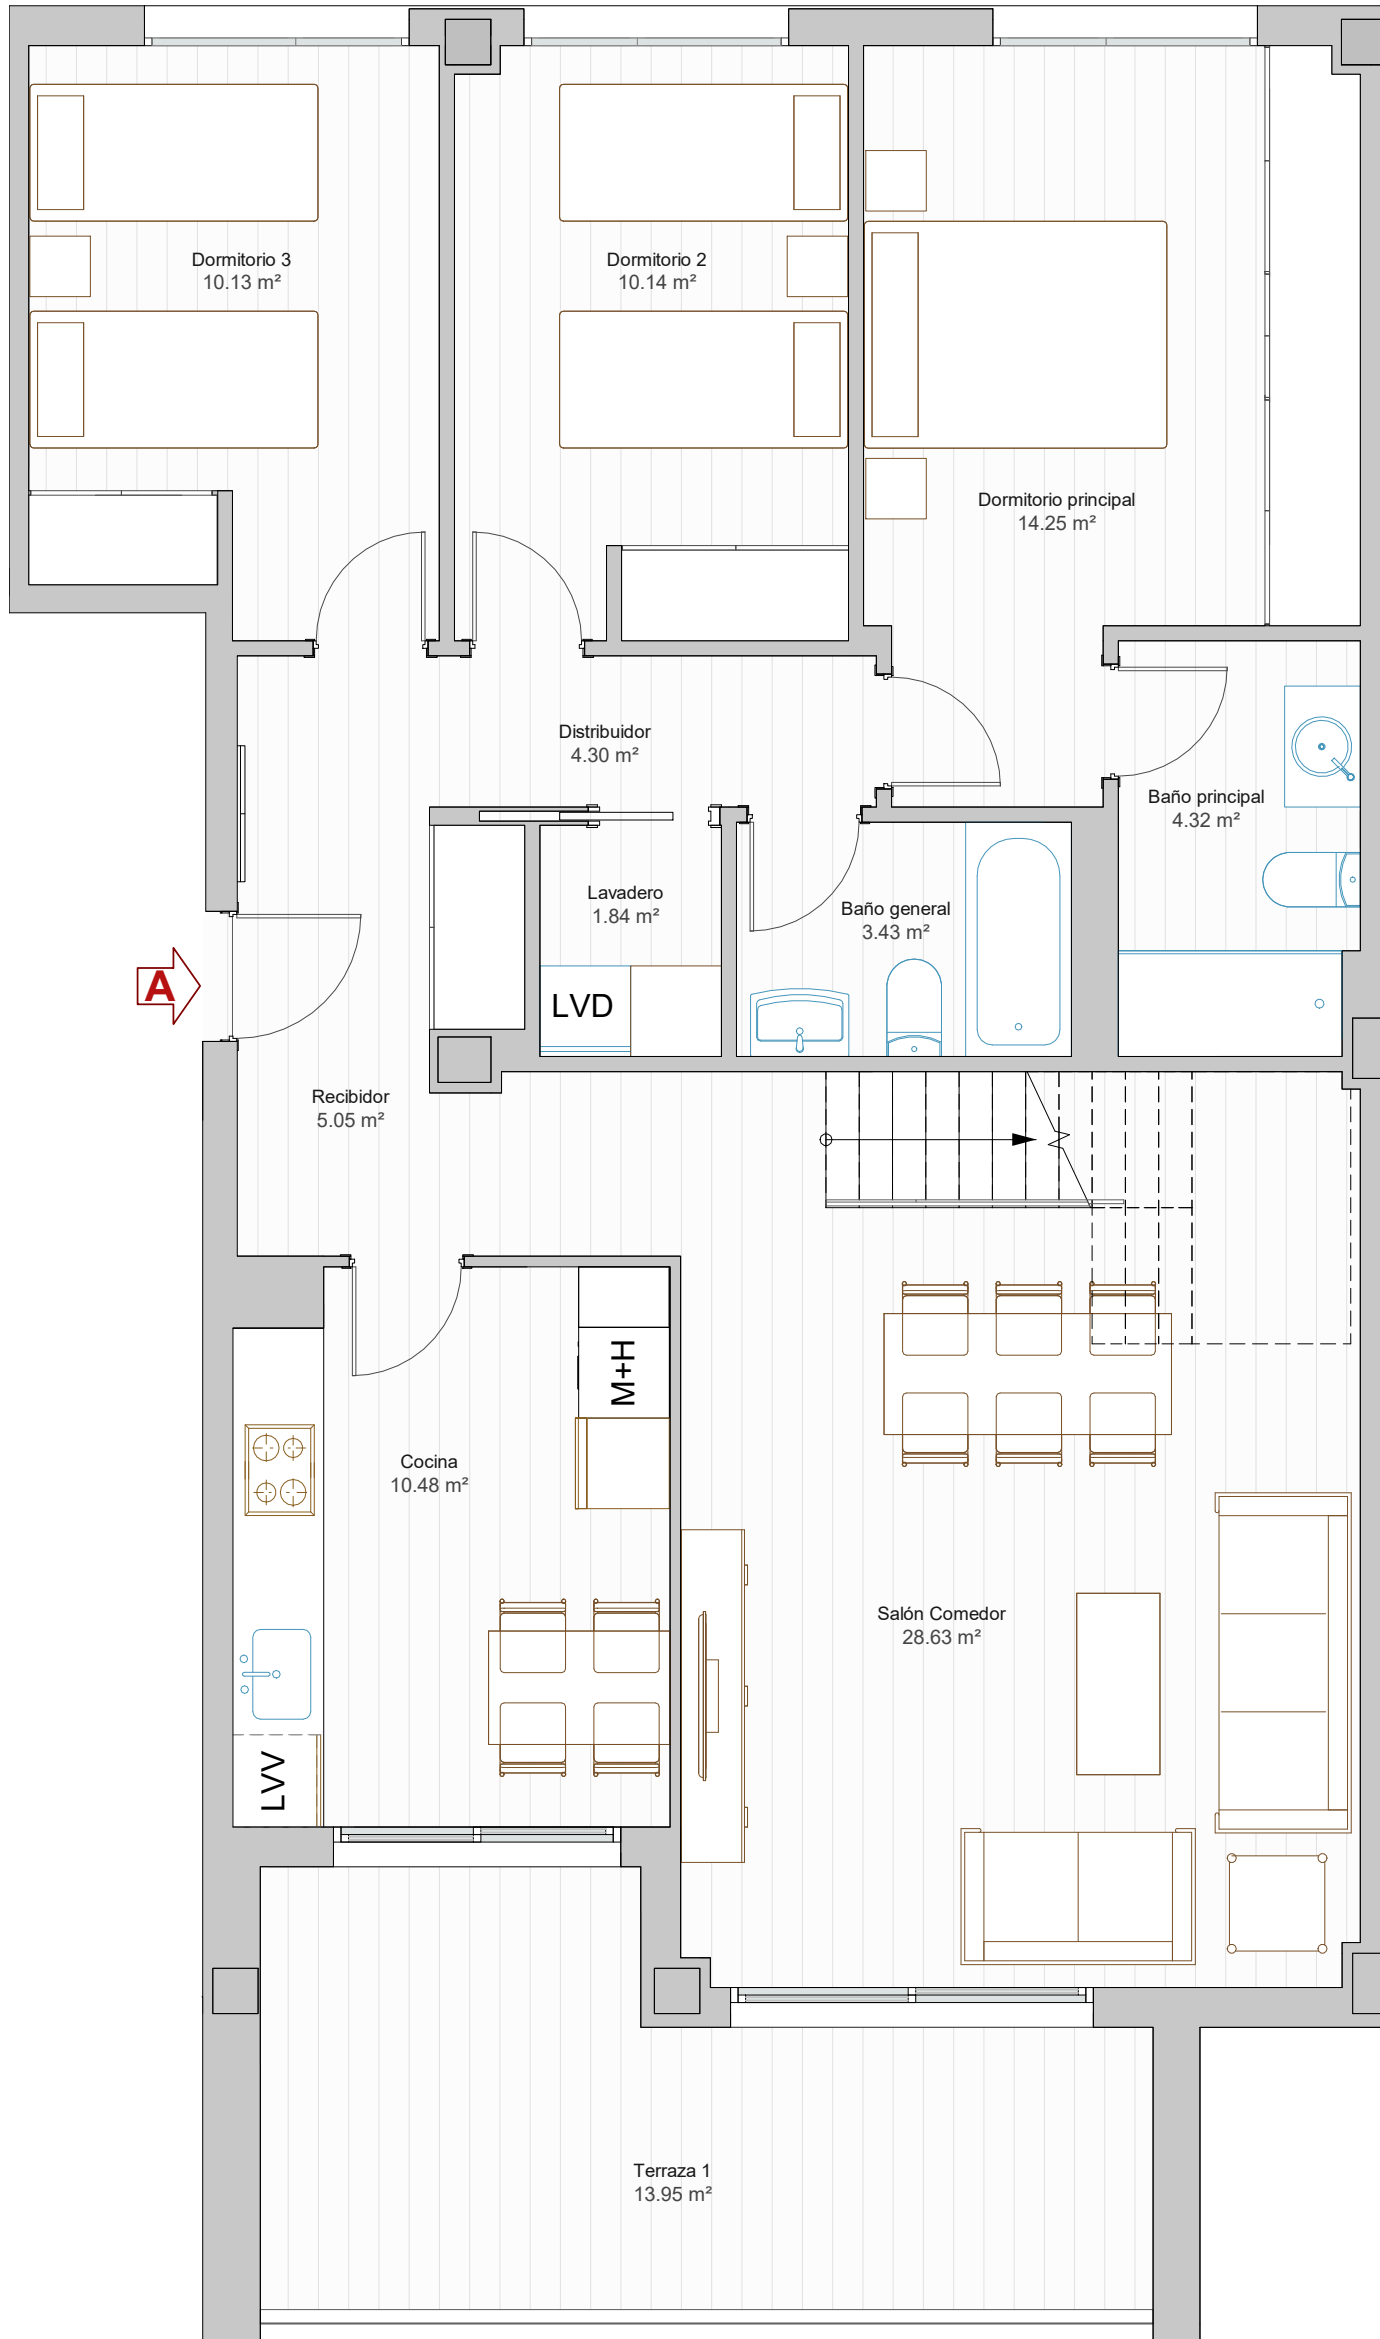 Dormitorio 3
10.13 m²
Dormitorio 2
10.14 m²
Dormitorio principal
14.25 m²
Distribuidor
4.30 m²
Baño principal
4.32 m²
Lavadero
1.84 m²
Baño general
3.43 m²
A
LVD
Recibidor
5.05 m²
M+H
Cocina
10.48 m²
Salón Comedor
28.63 m²
LVV
Terraza 1
13.95 m²